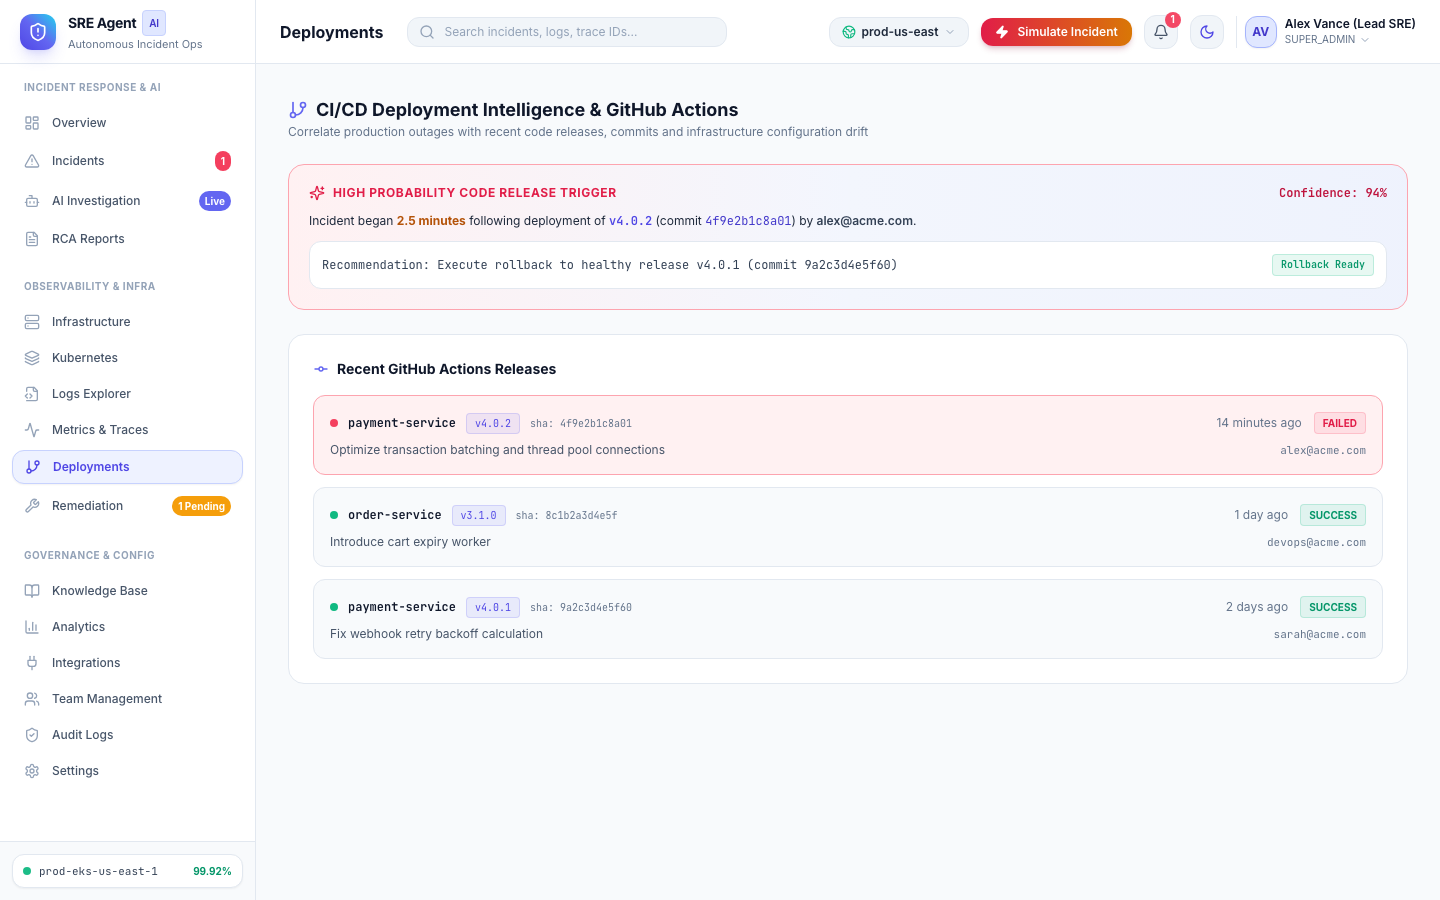 SRE Agent AI
Autonomous Incident Ops
Deployments
Search incidents, logs, trace IDs...
prod-us-east
Simulate Incident
1
AV
Alex Vance (Lead SRE)
SUPER_ADMIN
INCIDENT RESPONSE & AI
Overview
Incidents 1
AI Investigation Live
RCA Reports
OBSERVABILITY & INFRA
Infrastructure
Kubernetes
Logs Explorer
Metrics & Traces
Deployments
Remediation 1 Pending
GOVERNANCE & CONFIG
Knowledge Base
Analytics
Integrations
Team Management
Audit Logs
Settings
prod-eks-us-east-1 99.92%
CI/CD Deployment Intelligence & GitHub Actions
Correlate production outages with recent code releases, commits and infrastructure configuration drift
HIGH PROBABILITY CODE RELEASE TRIGGER Confidence: 94%
Incident began 2.5 minutes following deployment of v4.0.2 (commit 4f9e2b1c8a01) by alex@acme.com.
Recommendation: Execute rollback to healthy release v4.0.1 (commit 9a2c3d4e5f60) Rollback Ready
Recent GitHub Actions Releases
payment-service v4.0.2 sha: 4f9e2b1c8a01 14 minutes ago FAILED
Optimize transaction batching and thread pool connections alex@acme.com
order-service v3.1.0 sha: 8c1b2a3d4e5f 1 day ago SUCCESS
Introduce cart expiry worker devops@acme.com
payment-service v4.0.1 sha: 9a2c3d4e5f60 2 days ago SUCCESS
Fix webhook retry backoff calculation sarah@acme.com